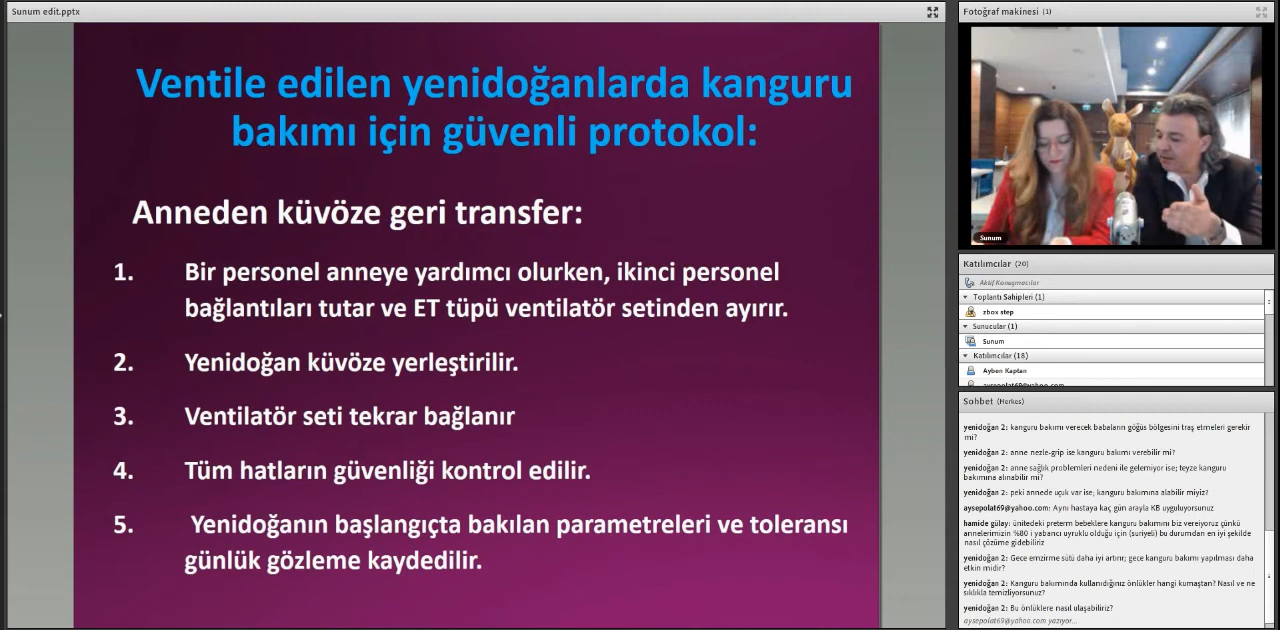 Sunum edit.pptx
Ventile edilen yenidoğanlarda kanguru
bakımı için güvenli protokol:
Anneden küvöze geri transfer:
1. Bir personel anneye yardımcı olurken, ikinci personel
bağlantıları tutar ve ET tüpü ventilatör setinden ayırır.
2. Yenidoğan küvöze yerleştirilir.
3. Ventilatör seti tekrar bağlanır
4. Tüm hatların güvenliği kontrol edilir.
5. Yenidoğanın başlangıçta bakılan parametreleri ve toleransı
günlük gözleme kaydedilir.
Fotoğraf makinesi (1)
Sunum
Katılımcılar (20)
Aktif Konuşmacılar
Toplantı Sahipleri (1)
zbox step
Sunucular (1)
Sunum
Katılımcılar (18)
Ayben Kaptan
aysepolat69@yahoo.com
Sohbet (Herkes)
yenidoğan 2: kanguru bakımı verecek babaların göğüs bölgesini traş etmeleri gerekir
mi?
yenidoğan 2: anne nezle-grip ise kanguru bakımı verebilir mi?
yenidoğan 2: anne sağlık problemleri nedeni ile gelemiyor ise; teyze kanguru
bakımına alınabilir mi?
yenidoğan 2: peki annede uçuk var ise; kanguru bakımına alabilir miyiz?
aysepolat69@yahoo.com: Aynı hastaya kaç gün arayla KB uyguluyorsunuz
hamide gülay: ünitedeki preterm bebeklere kanguru bakımını biz vereiyoruz çünkü
annelerimizin %80 i yabancı uyruklu olduğu için (suriyeli) bu durumdan en iyi şekilde
nasıl çözüme gidebiliriz
yenidoğan 2: Gece emzirme sütü daha iyi artırır; gece kanguru bakımı yapılması daha
etkin mıdır?
yenidoğan 2: Kanguru bakımında kullanıdığınız önlükler hangi kumaştan? Nasıl ve ne
sıklıkla temizliyorsunuz?
yenidoğan 2: Bu önlüklere nasıl ulaşabiliriz?
aysepolat69@yahoo.com yazıyor...